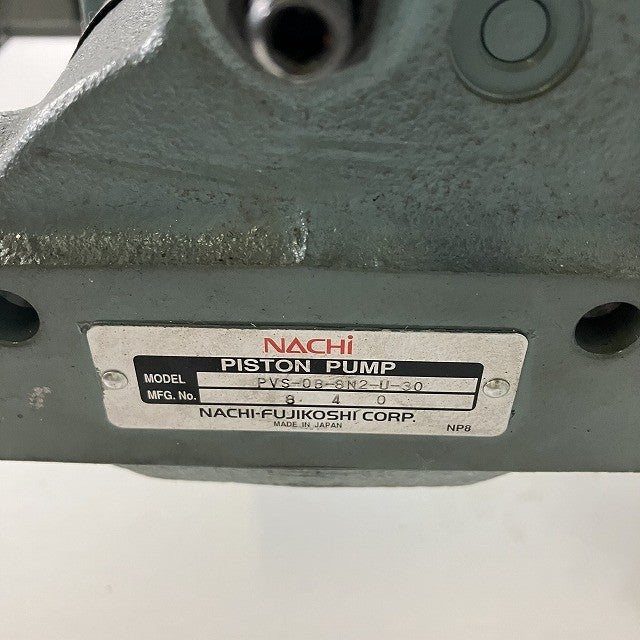 NACHi
PISTON PUMP
MODEL PVS-0B-8N2-U-30
MFG. No. 8 4 0
NACHI-FUJIKOSHI CORP.
MADE IN JAPAN
NP8